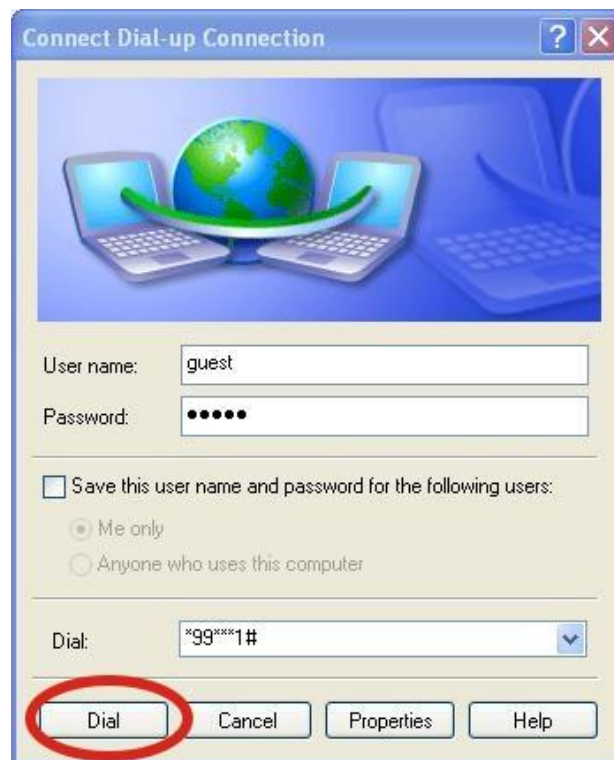 Connect Dial-up Connection
User name: guest
Password: •••••
Save this user name and password for the following users:
Me only
Anyone who uses this computer
Dial: *99***1#
Dial Cancel Properties Help